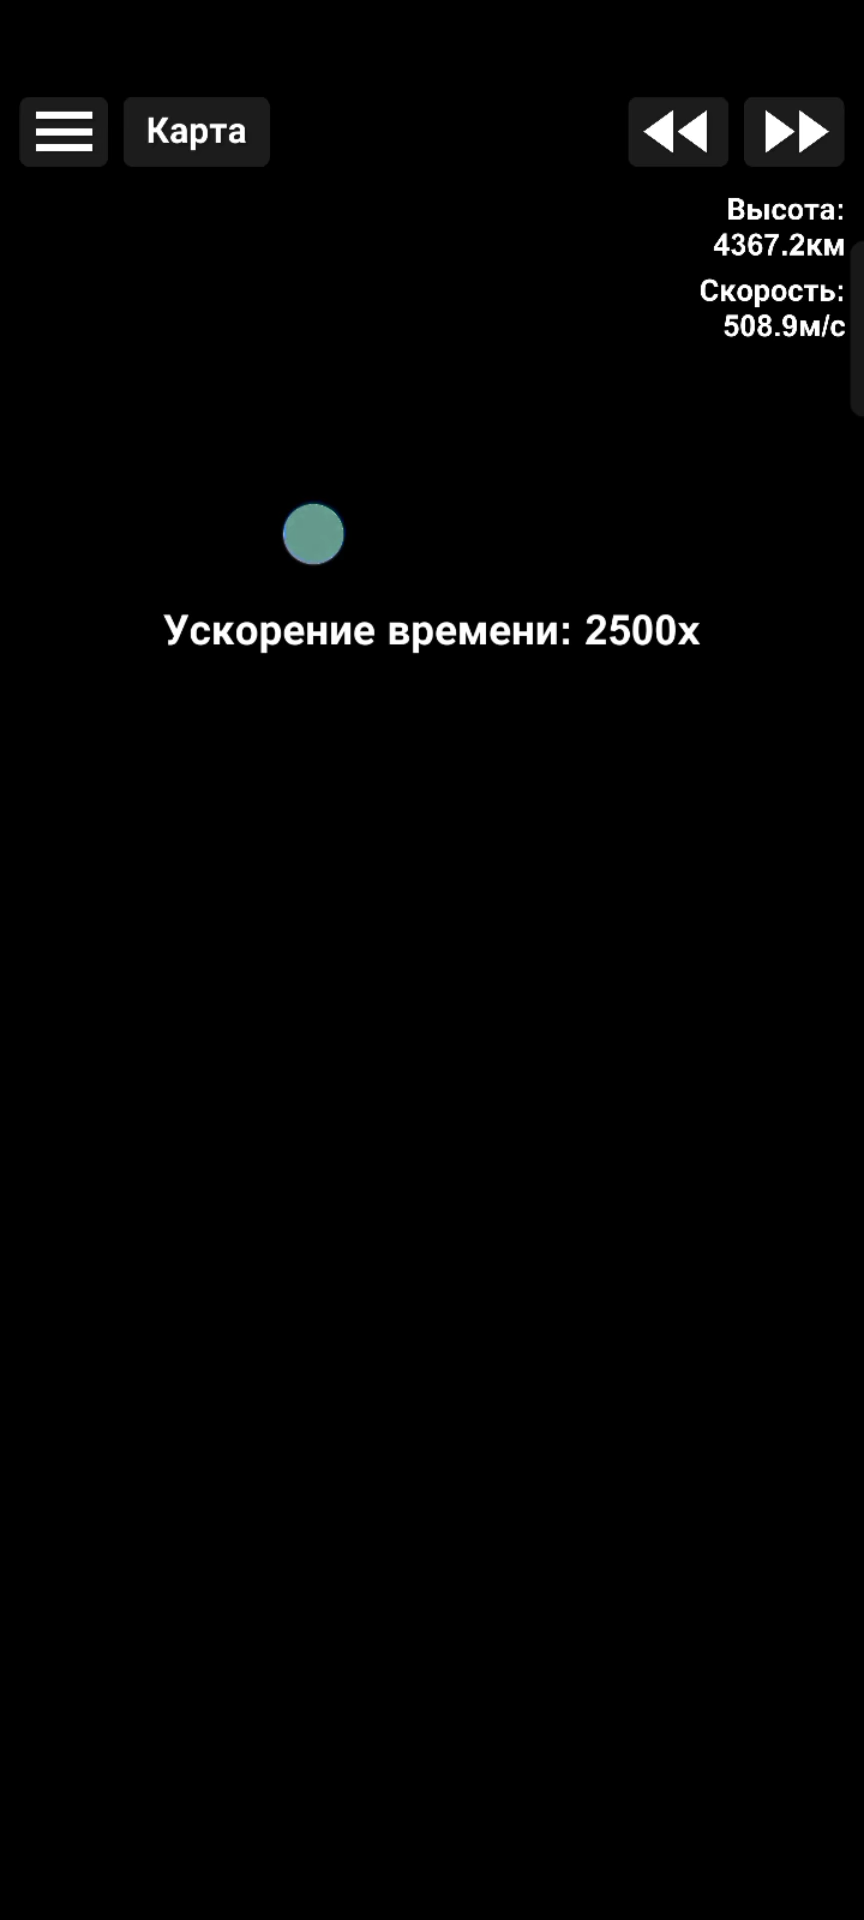 Карта
Высота:
4367.2км
Скорость:
508.9м/с
Ускорение времени: 2500x